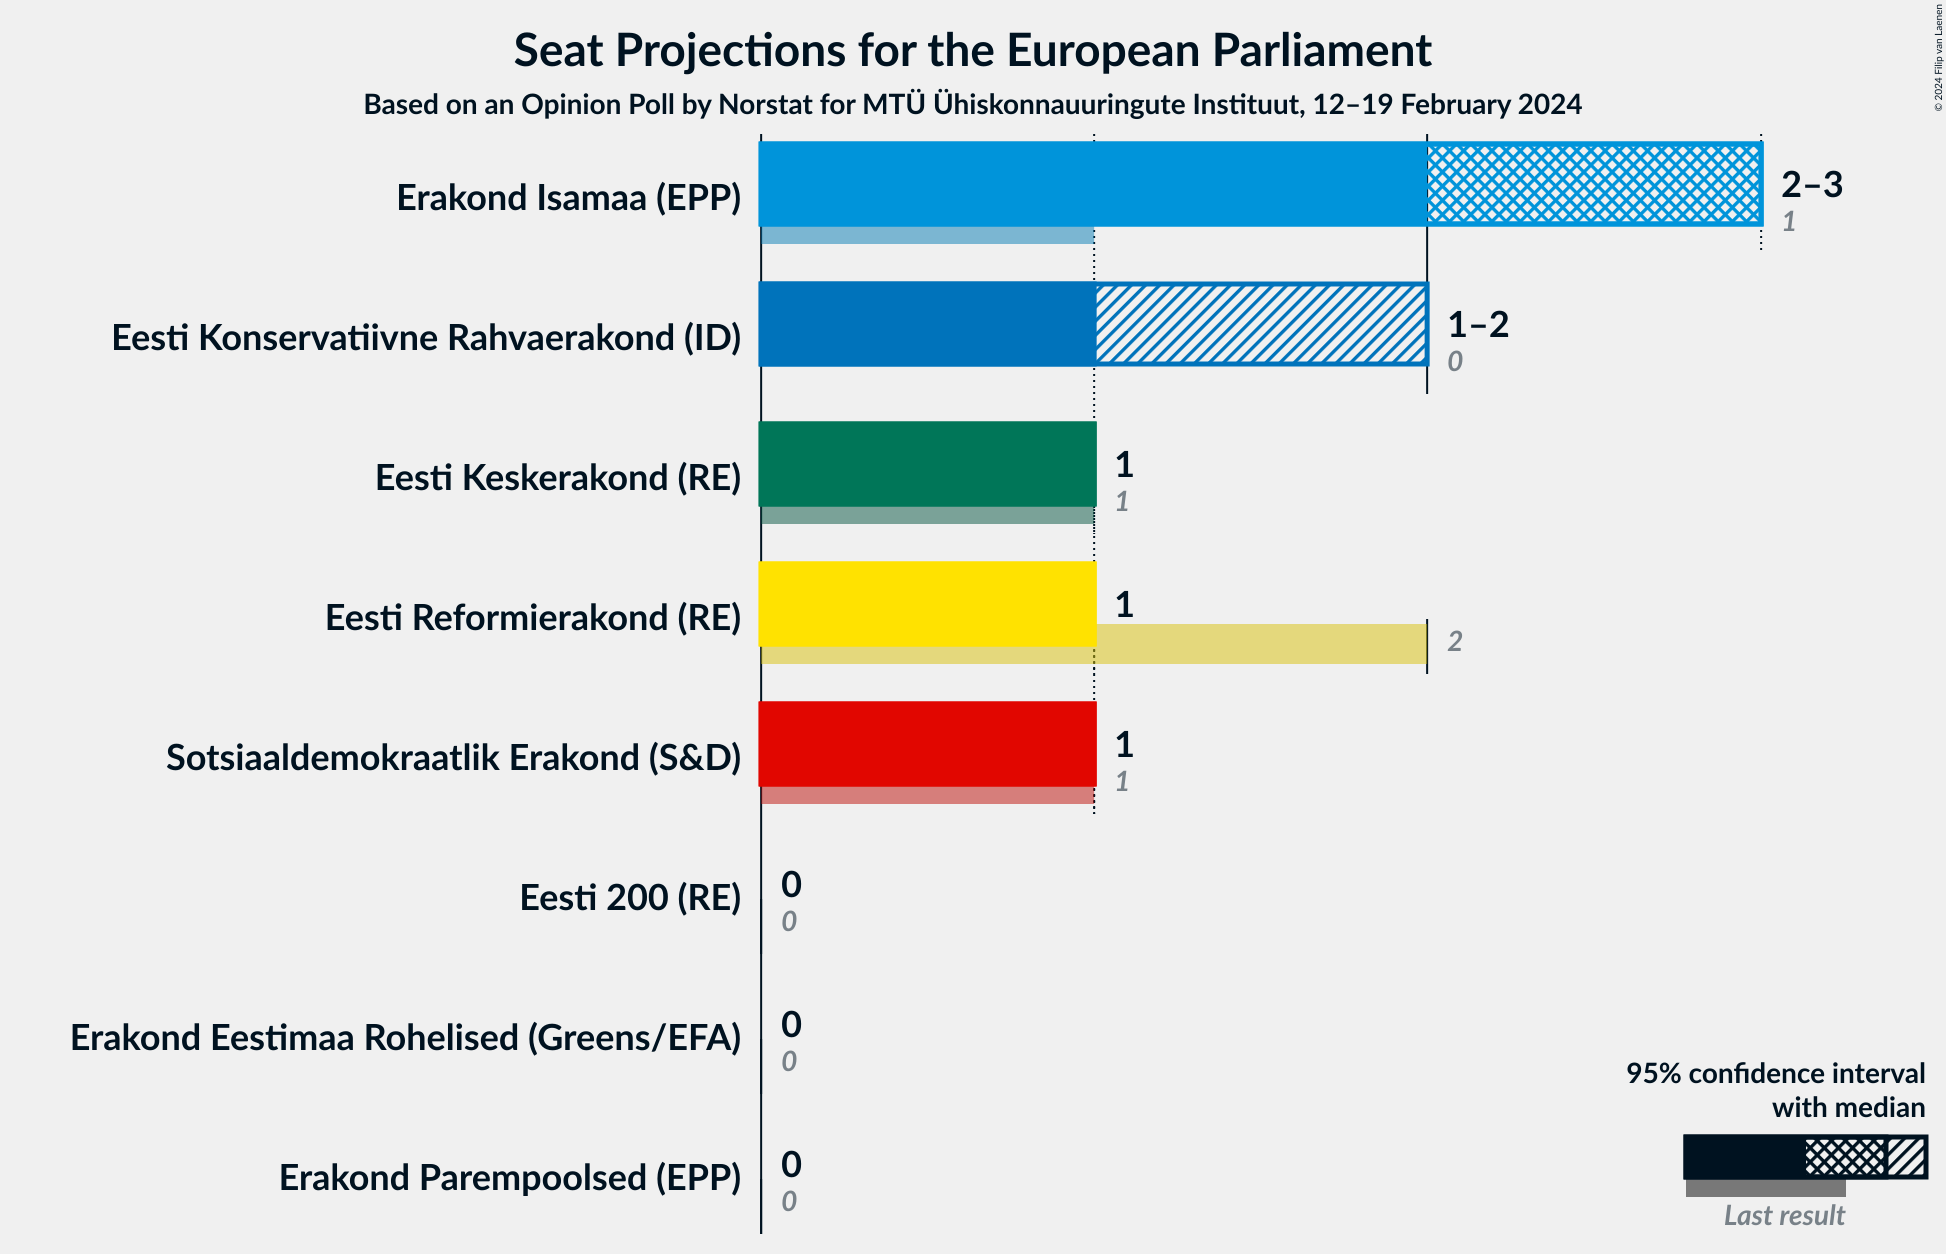 Seat Projections for the European Parliament
Based on an Opinion Poll by Norstat for MTÜ Ühiskonnauuringute Instituut, 12–19 February 2024
© 2024 Filip van Laenen
Erakond Isamaa (EPP)
2–3
1
Eesti Konservatiivne Rahvaerakond (ID)
1–2
0
Eesti Keskerakond (RE)
1
1
Eesti Reformierakond (RE)
1
2
Sotsiaaldemokraatlik Erakond (S&D)
1
1
Eesti 200 (RE)
0
0
Erakond Eestimaa Rohelised (Greens/EFA)
0
0
Erakond Parempoolsed (EPP)
0
0
95% confidence interval
with median
Last result